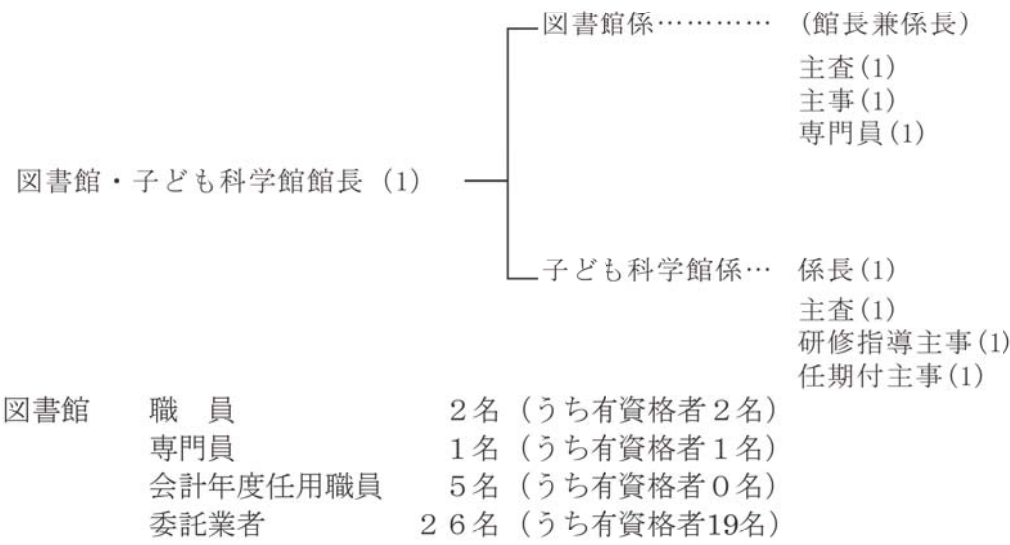 図書館係………… (館長兼係長)
主査(1)
主事(1)
専門員(1)
図書館・子ども科学館館長 (1)
子ども科学館係… 係長(1)
主査(1)
研修指導主事(1)
任期付主事(1)
図書館 職 員 2名(うち有資格者2名)
専門員 1名(うち有資格者1名)
会計年度任用職員 5名(うち有資格者0名)
委託業者 26名(うち有資格者19名)